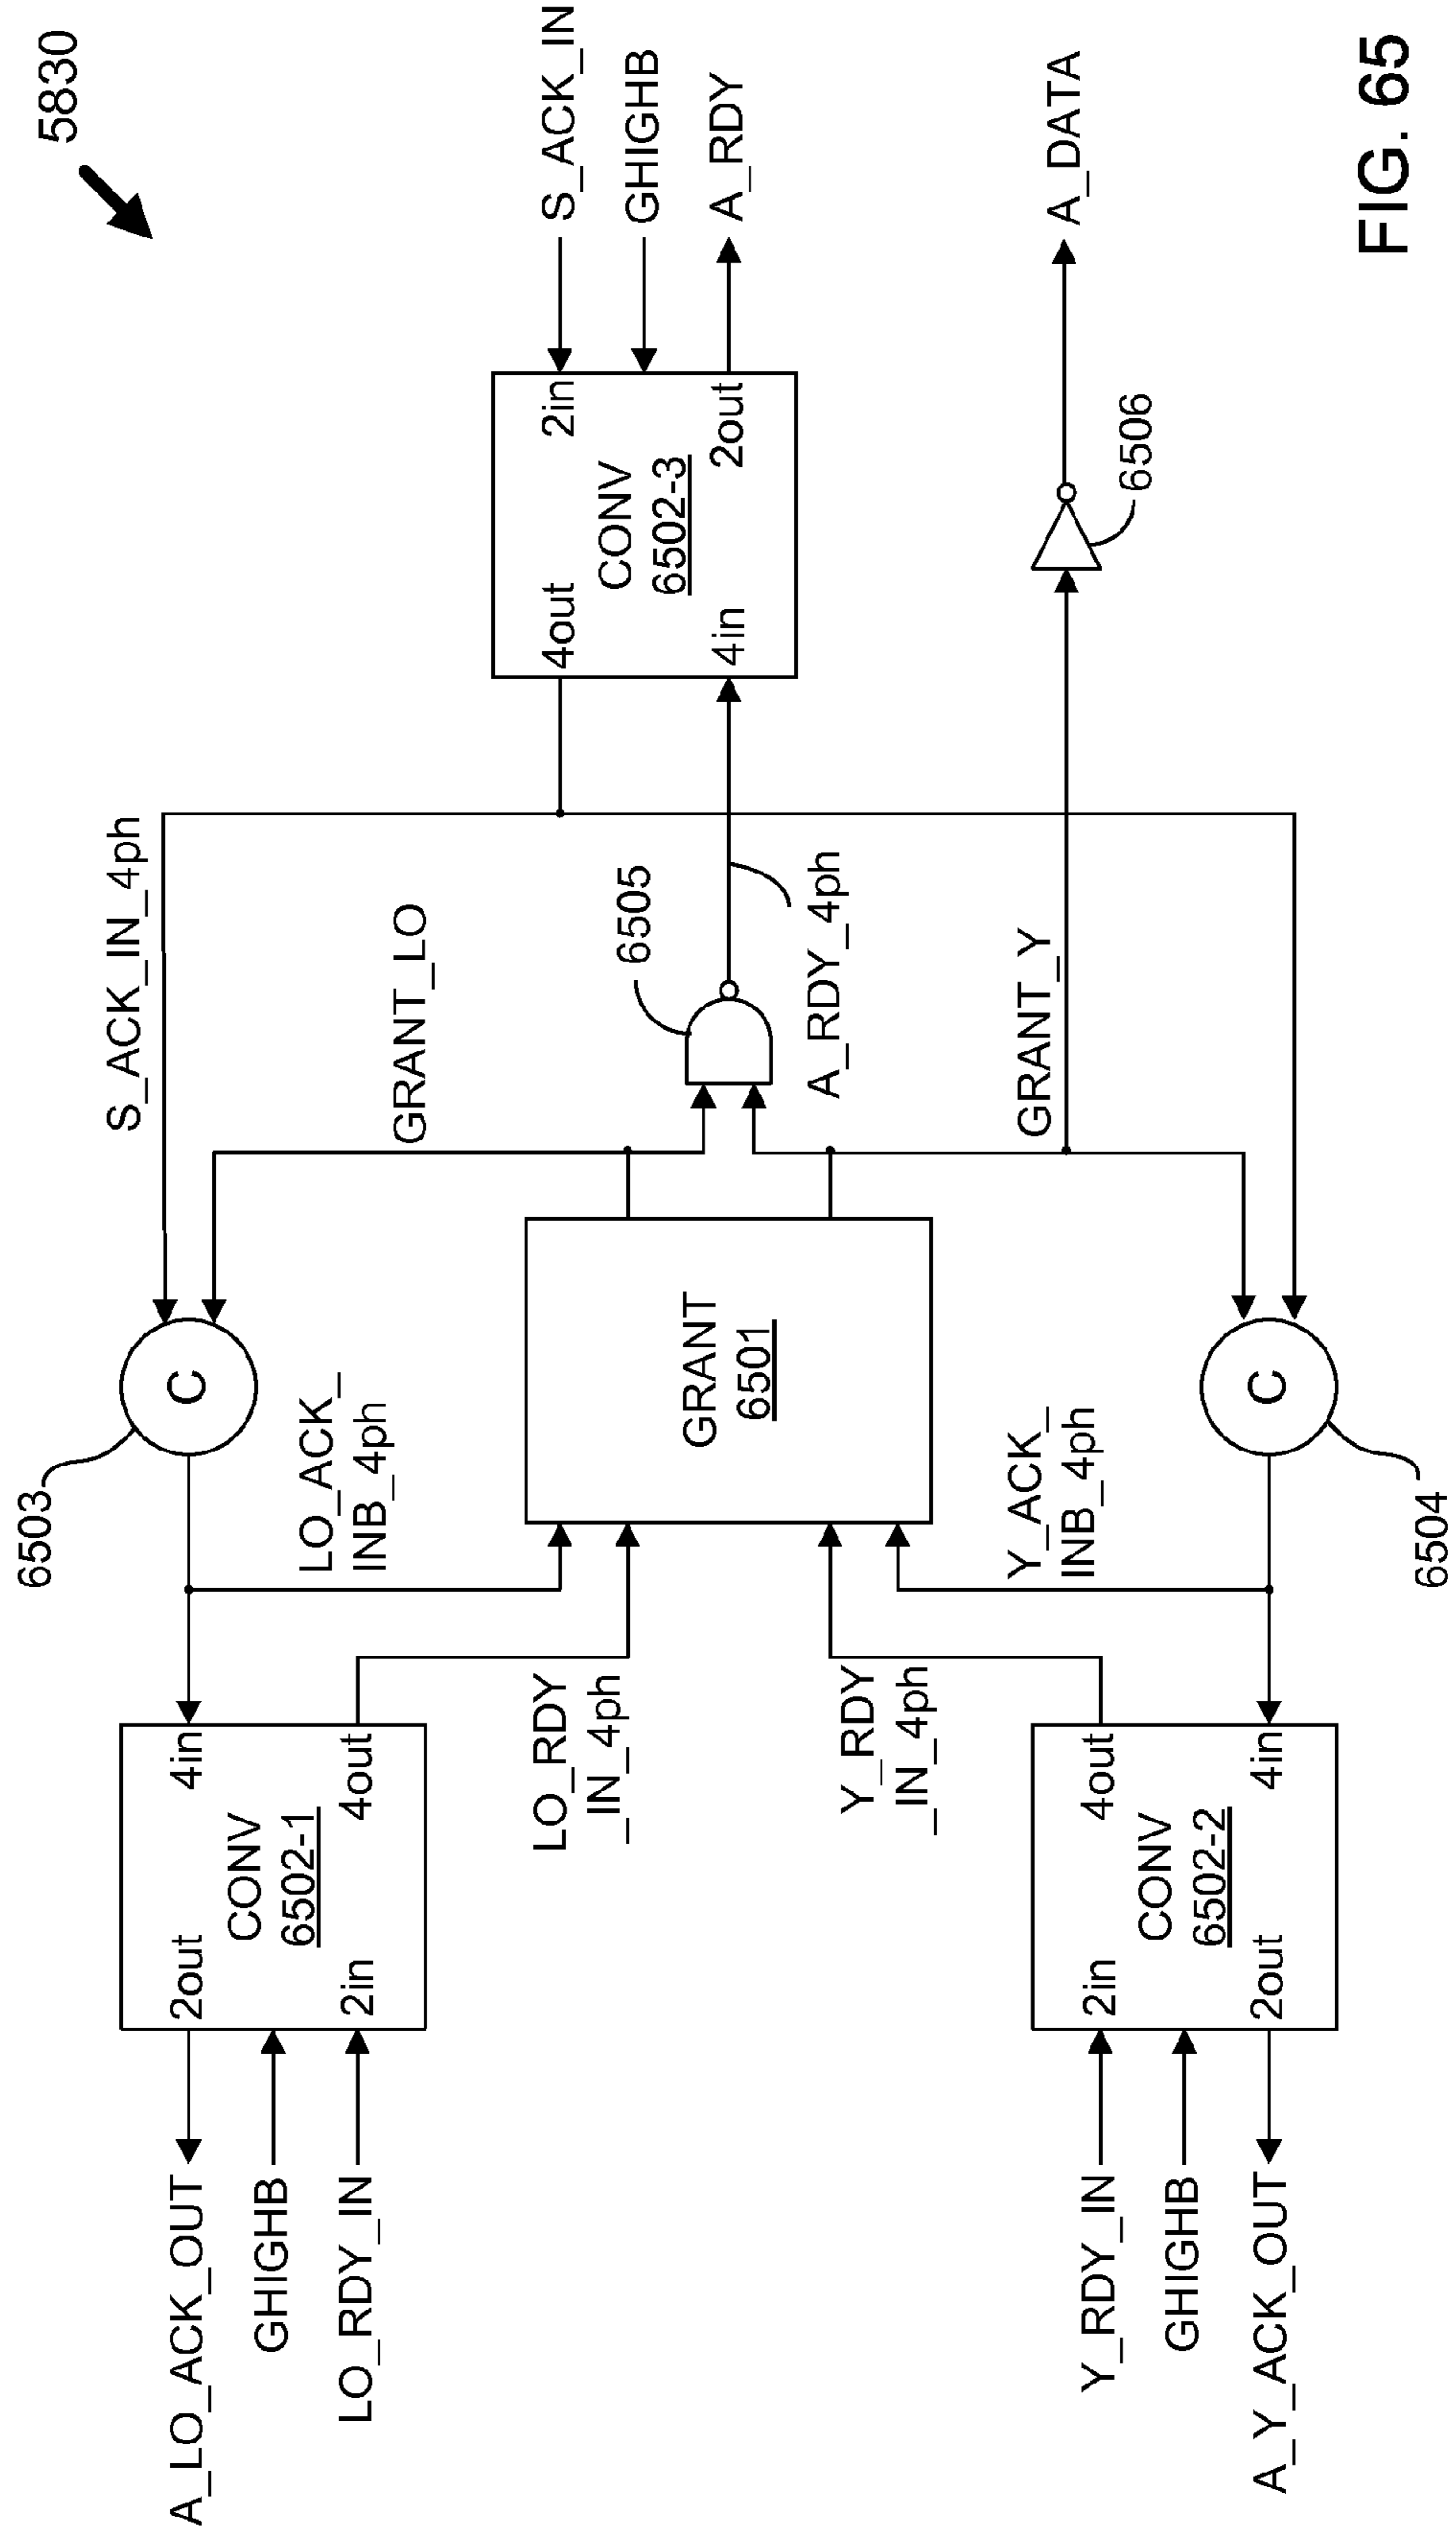 5830
S_ACK_IN_4ph
S_ACK_IN
GHIGHB
A_RDY
A_DATA
6503
A_LO_ACK_OUT
GHIGHB
LO_RDY_IN
2out
4in
CONV
6502-1
2in
4out
C
LO_ACK_
INB_4ph
LO_RDY
_IN_4ph
GRANT_LO
GRANT
6501
6505
A_RDY_4ph
4out
2in
CONV
6502-3
4in
2out
GRANT_Y
6506
Y_RDY
_IN_4ph
Y_ACK_
INB_4ph
Y_RDY_IN
GHIGHB
A_Y_ACK_OUT
2in
4out
CONV
6502-2
2out
4in
C
6504
FIG. 65